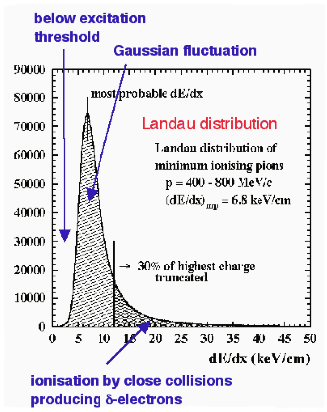 below excitation
threshold
Gaussian fluctuation
90000
80000
70000
60000
50000
40000
30000
20000
10000
0
most probable dE/dx
Landau distribution
Landau distribution of
minimum ionising pions
p = 400 - 800 MeV/c
(dE/dx)mp = 6.8 keV/cm
→ 30% of highest charge
truncated
0 5 10 15 20 25 30 35 40 45 50
dE/dx (keV/cm)
ionisation by close collisions
producing δ-electrons